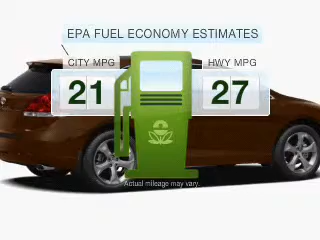 EPA FUEL ECONOMY ESTIMATES
CITY MPG
HWY MPG
21
27
Actual mileage may vary.